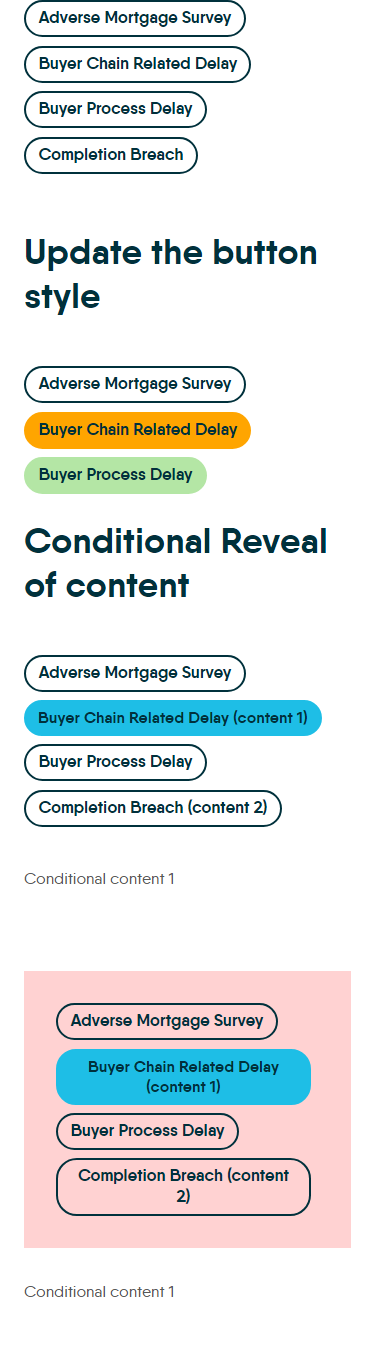 Adverse Mortgage Survey
Buyer Chain Related Delay
Buyer Process Delay
Completion Breach
Update the button
style
Adverse Mortgage Survey
Buyer Chain Related Delay
Buyer Process Delay
Conditional Reveal
of content
Adverse Mortgage Survey
Buyer Chain Related Delay (content 1)
Buyer Process Delay
Completion Breach (content 2)
Conditional content 1
Adverse Mortgage Survey
Buyer Chain Related Delay
(content 1)
Buyer Process Delay
Completion Breach (content
2)
Conditional content 1